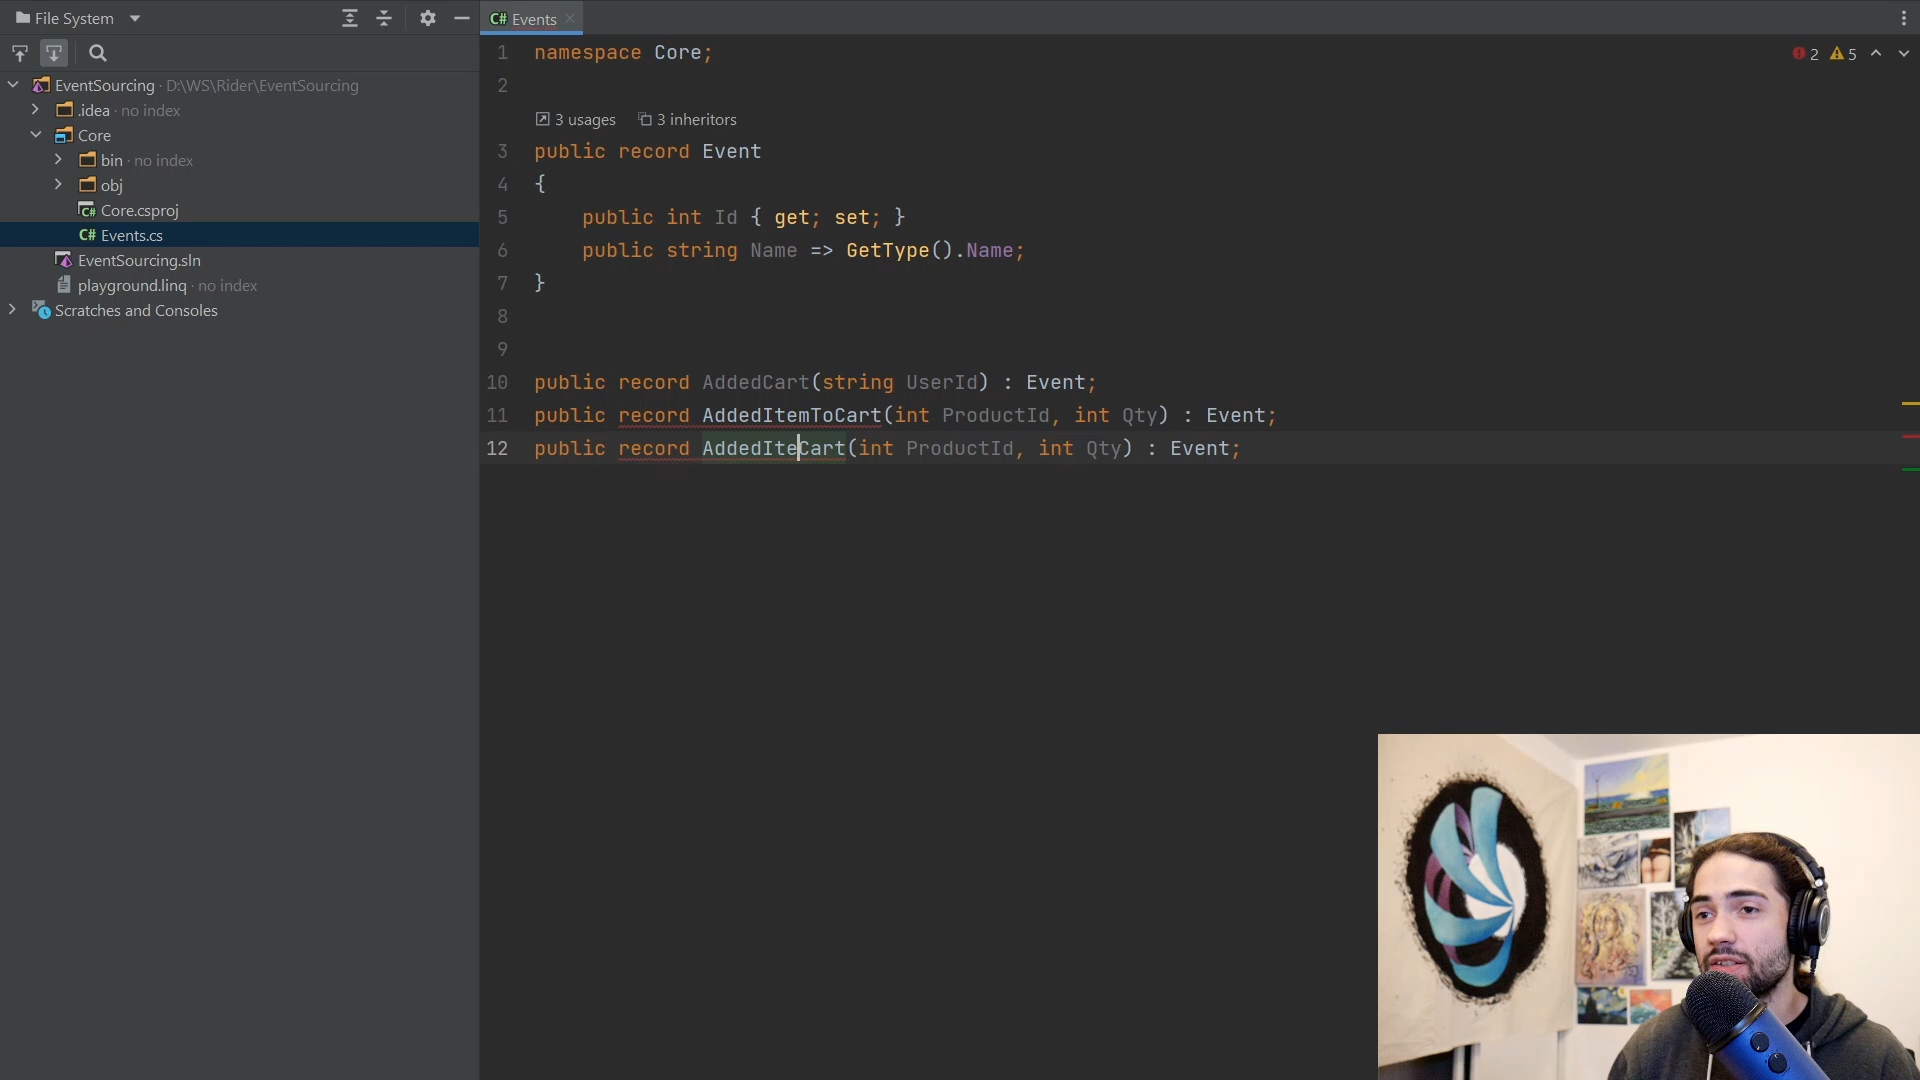 File System
C# Events
EventSourcing · D:\WS\Rider\EventSourcing
.idea · no index
Core
bin · no index
obj
C# Core.csproj
C# Events.cs
EventSourcing.sln
playground.linq · no index
Scratches and Consoles
2 5
1 namespace Core;
2
3 usages 3 inheritors
3 public record Event
4 {
5 public int Id { get; set; }
6 public string Name => GetType().Name;
7 }
8
9
10 public record AddedCart(string UserId) : Event;
11 public record AddedItemToCart(int ProductId, int Qty) : Event;
12 public record AddedIteCart(int ProductId, int Qty) : Event;